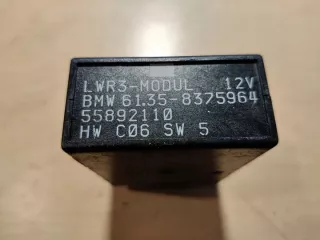 LWR3-MODUL 12V
BMW 61.35-8375964
55892110
HW C06 SW 5